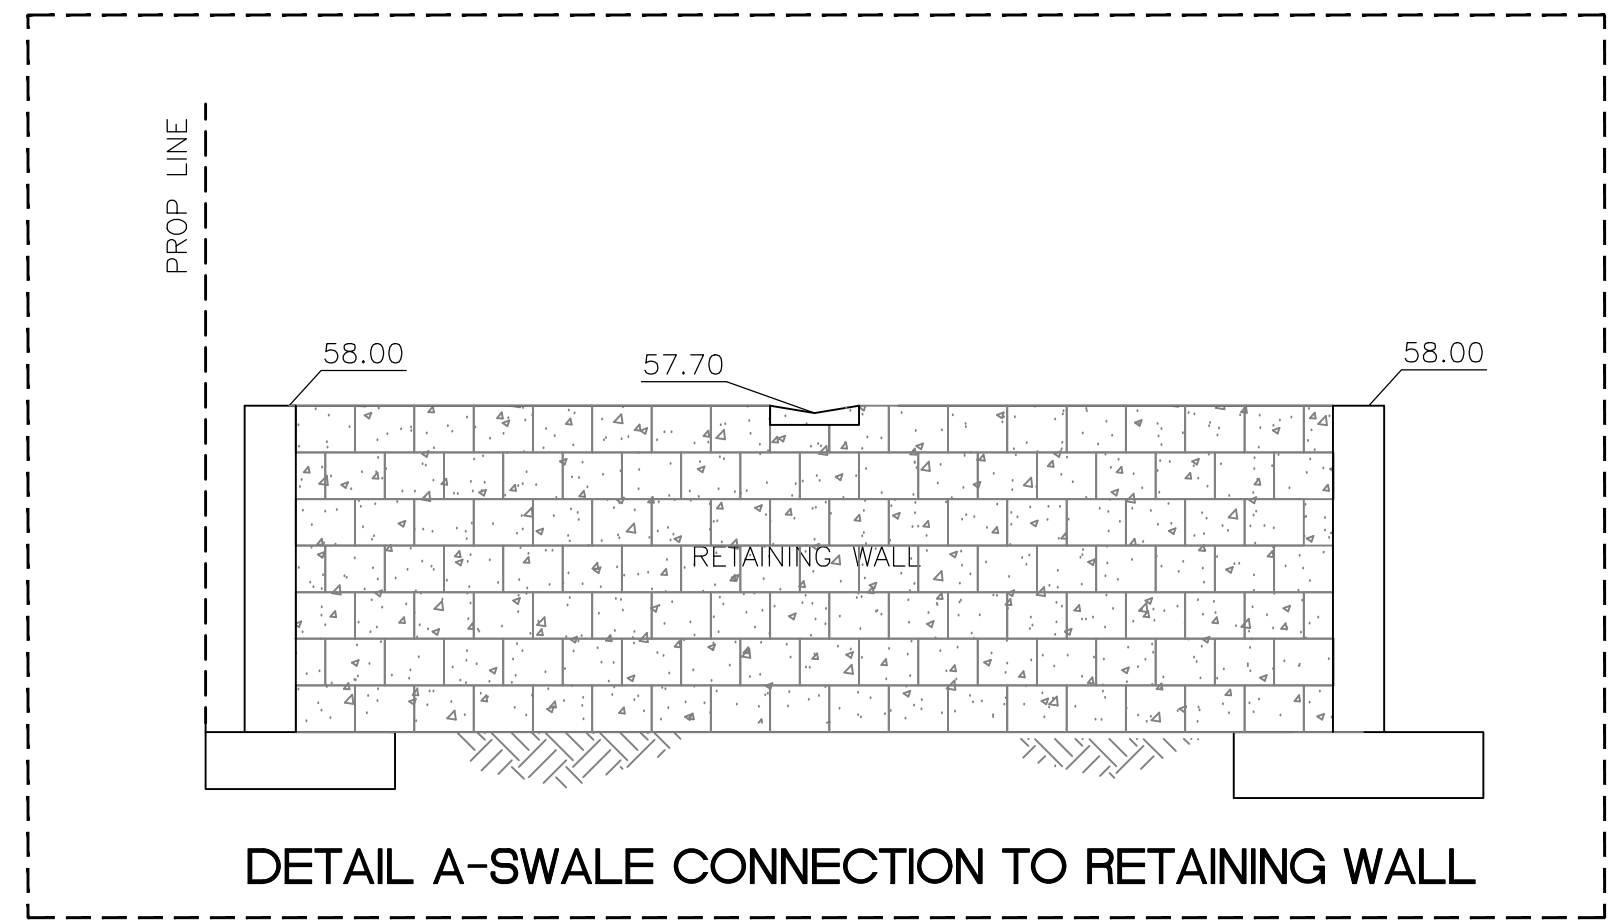 PROP LINE
58.00
57.70
58.00
RETAINING WALL
DETAIL A-SWALE CONNECTION TO RETAINING WALL